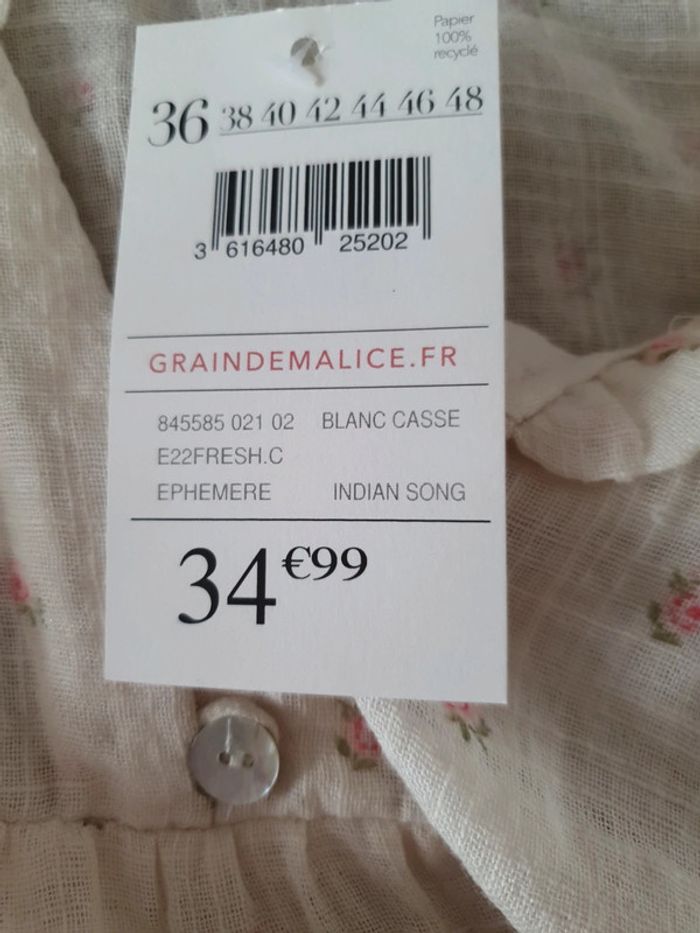 Papier
100%
recyclé
36 38 40 42 44 46 48
3 616480 25202
GRAINDEMALICE.FR
845585 021 02 BLANC CASSE
E22FRESH.C
EPHEMERE INDIAN SONG
34€99